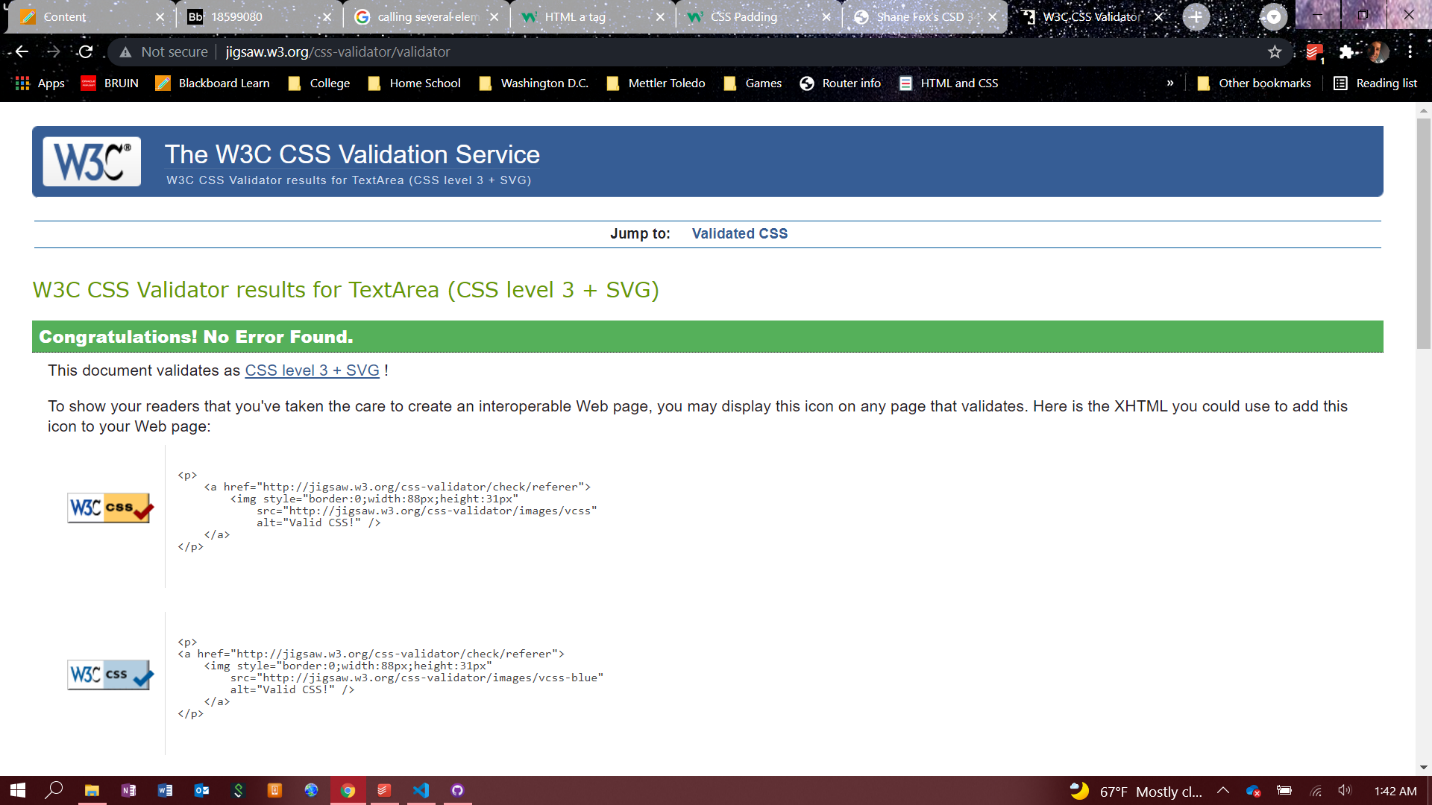 Content
Bb 18599080
calling several elem
HTML a tag
CSS Padding
Shane Fox's CSD 34
W3C CSS Validator
Not secure jigsaw.w3.org/css-validator/validator
1
Apps BRUIN Blackboard Learn College Home School Washington D.C. Mettler Toledo Games Router info HTML and CSS » Other bookmarks Reading list
W3C® The W3C CSS Validation Service
W3C CSS Validator results for TextArea (CSS level 3 + SVG)
Jump to: Validated CSS
W3C CSS Validator results for TextArea (CSS level 3 + SVG)
Congratulations! No Error Found.
This document validates as CSS level 3 + SVG !
To show your readers that you've taken the care to create an interoperable Web page, you may display this icon on any page that validates. Here is the XHTML you could use to add this
icon to your Web page:
W3C css
<p>
<a href="http://jigsaw.w3.org/css-validator/check/referer">
<img style="border:0;width:88px;height:31px"
src="http://jigsaw.w3.org/css-validator/images/vcss"
alt="Valid CSS!" />
</a>
</p>
W3C css
<p>
<a href="http://jigsaw.w3.org/css-validator/check/referer">
<img style="border:0;width:88px;height:31px"
src="http://jigsaw.w3.org/css-validator/images/vcss-blue"
alt="Valid CSS!" />
</a>
</p>
67°F Mostly cl... 1:42 AM